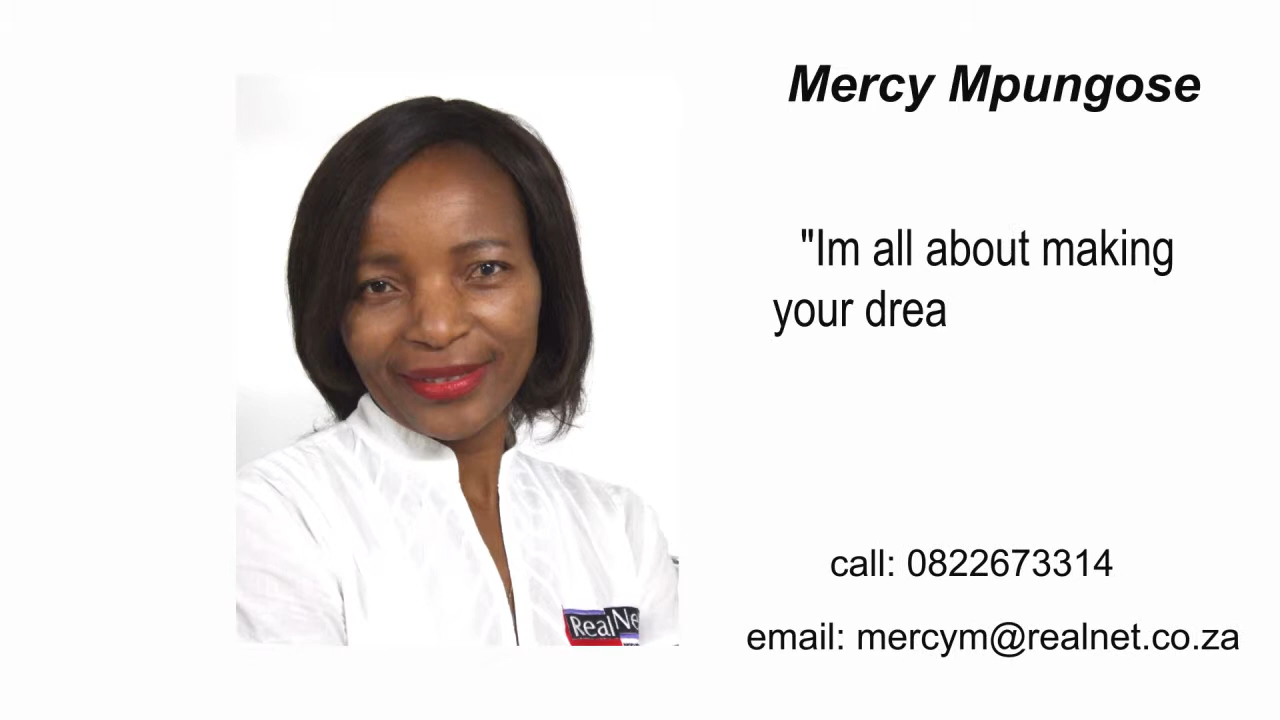 Mercy Mpungose
"Im all about making
your drea
call: 0822673314
email: mercym@realnet.co.za
RealNe